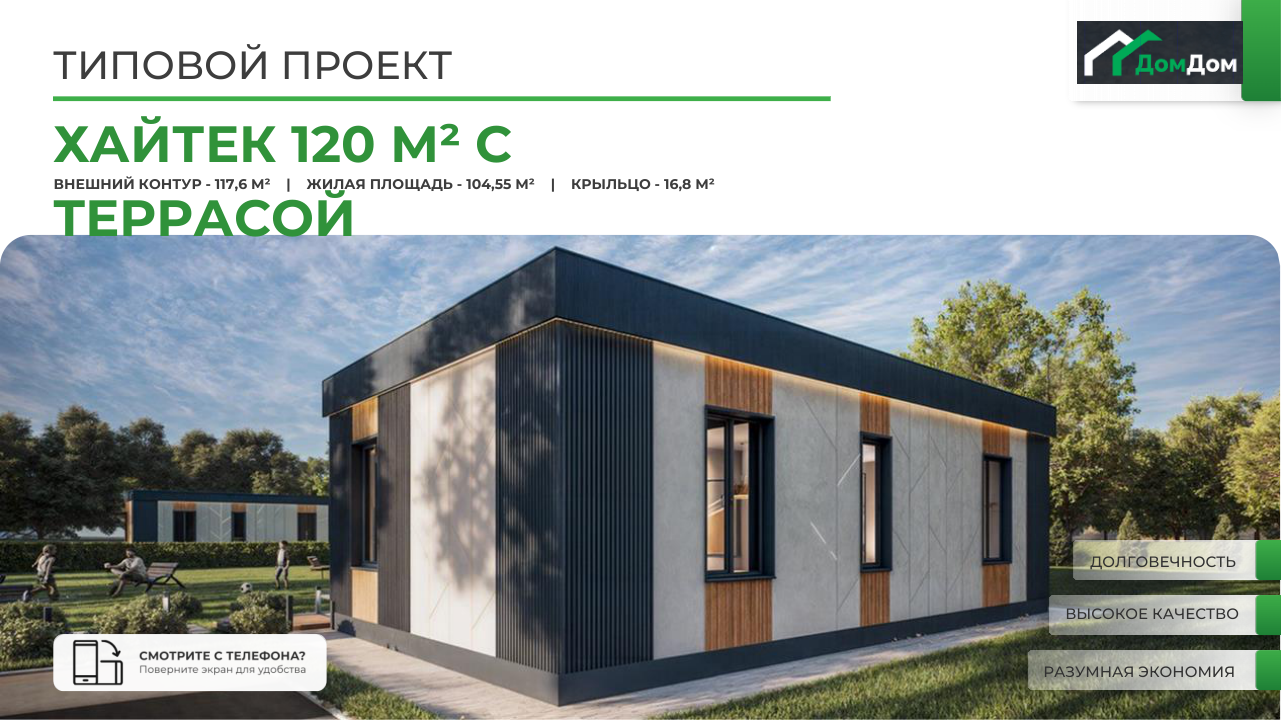 ТИПОВОЙ ПРОЕКТ
ДомДом
ХАЙТЕК 120 М² С
ВНЕШНИЙ КОНТУР - 117,6 М² | ЖИЛАЯ ПЛОЩАДЬ - 104,55 М² | КРЫЛЬЦО - 16,8 М²
ТЕРРАСОЙ
ДОЛГОВЕЧНОСТЬ
ВЫСОКОЕ КАЧЕСТВО
РАЗУМНАЯ ЭКОНОМИЯ
СМОТРИТЕ С ТЕЛЕФОНА?
Поверните экран для удобства